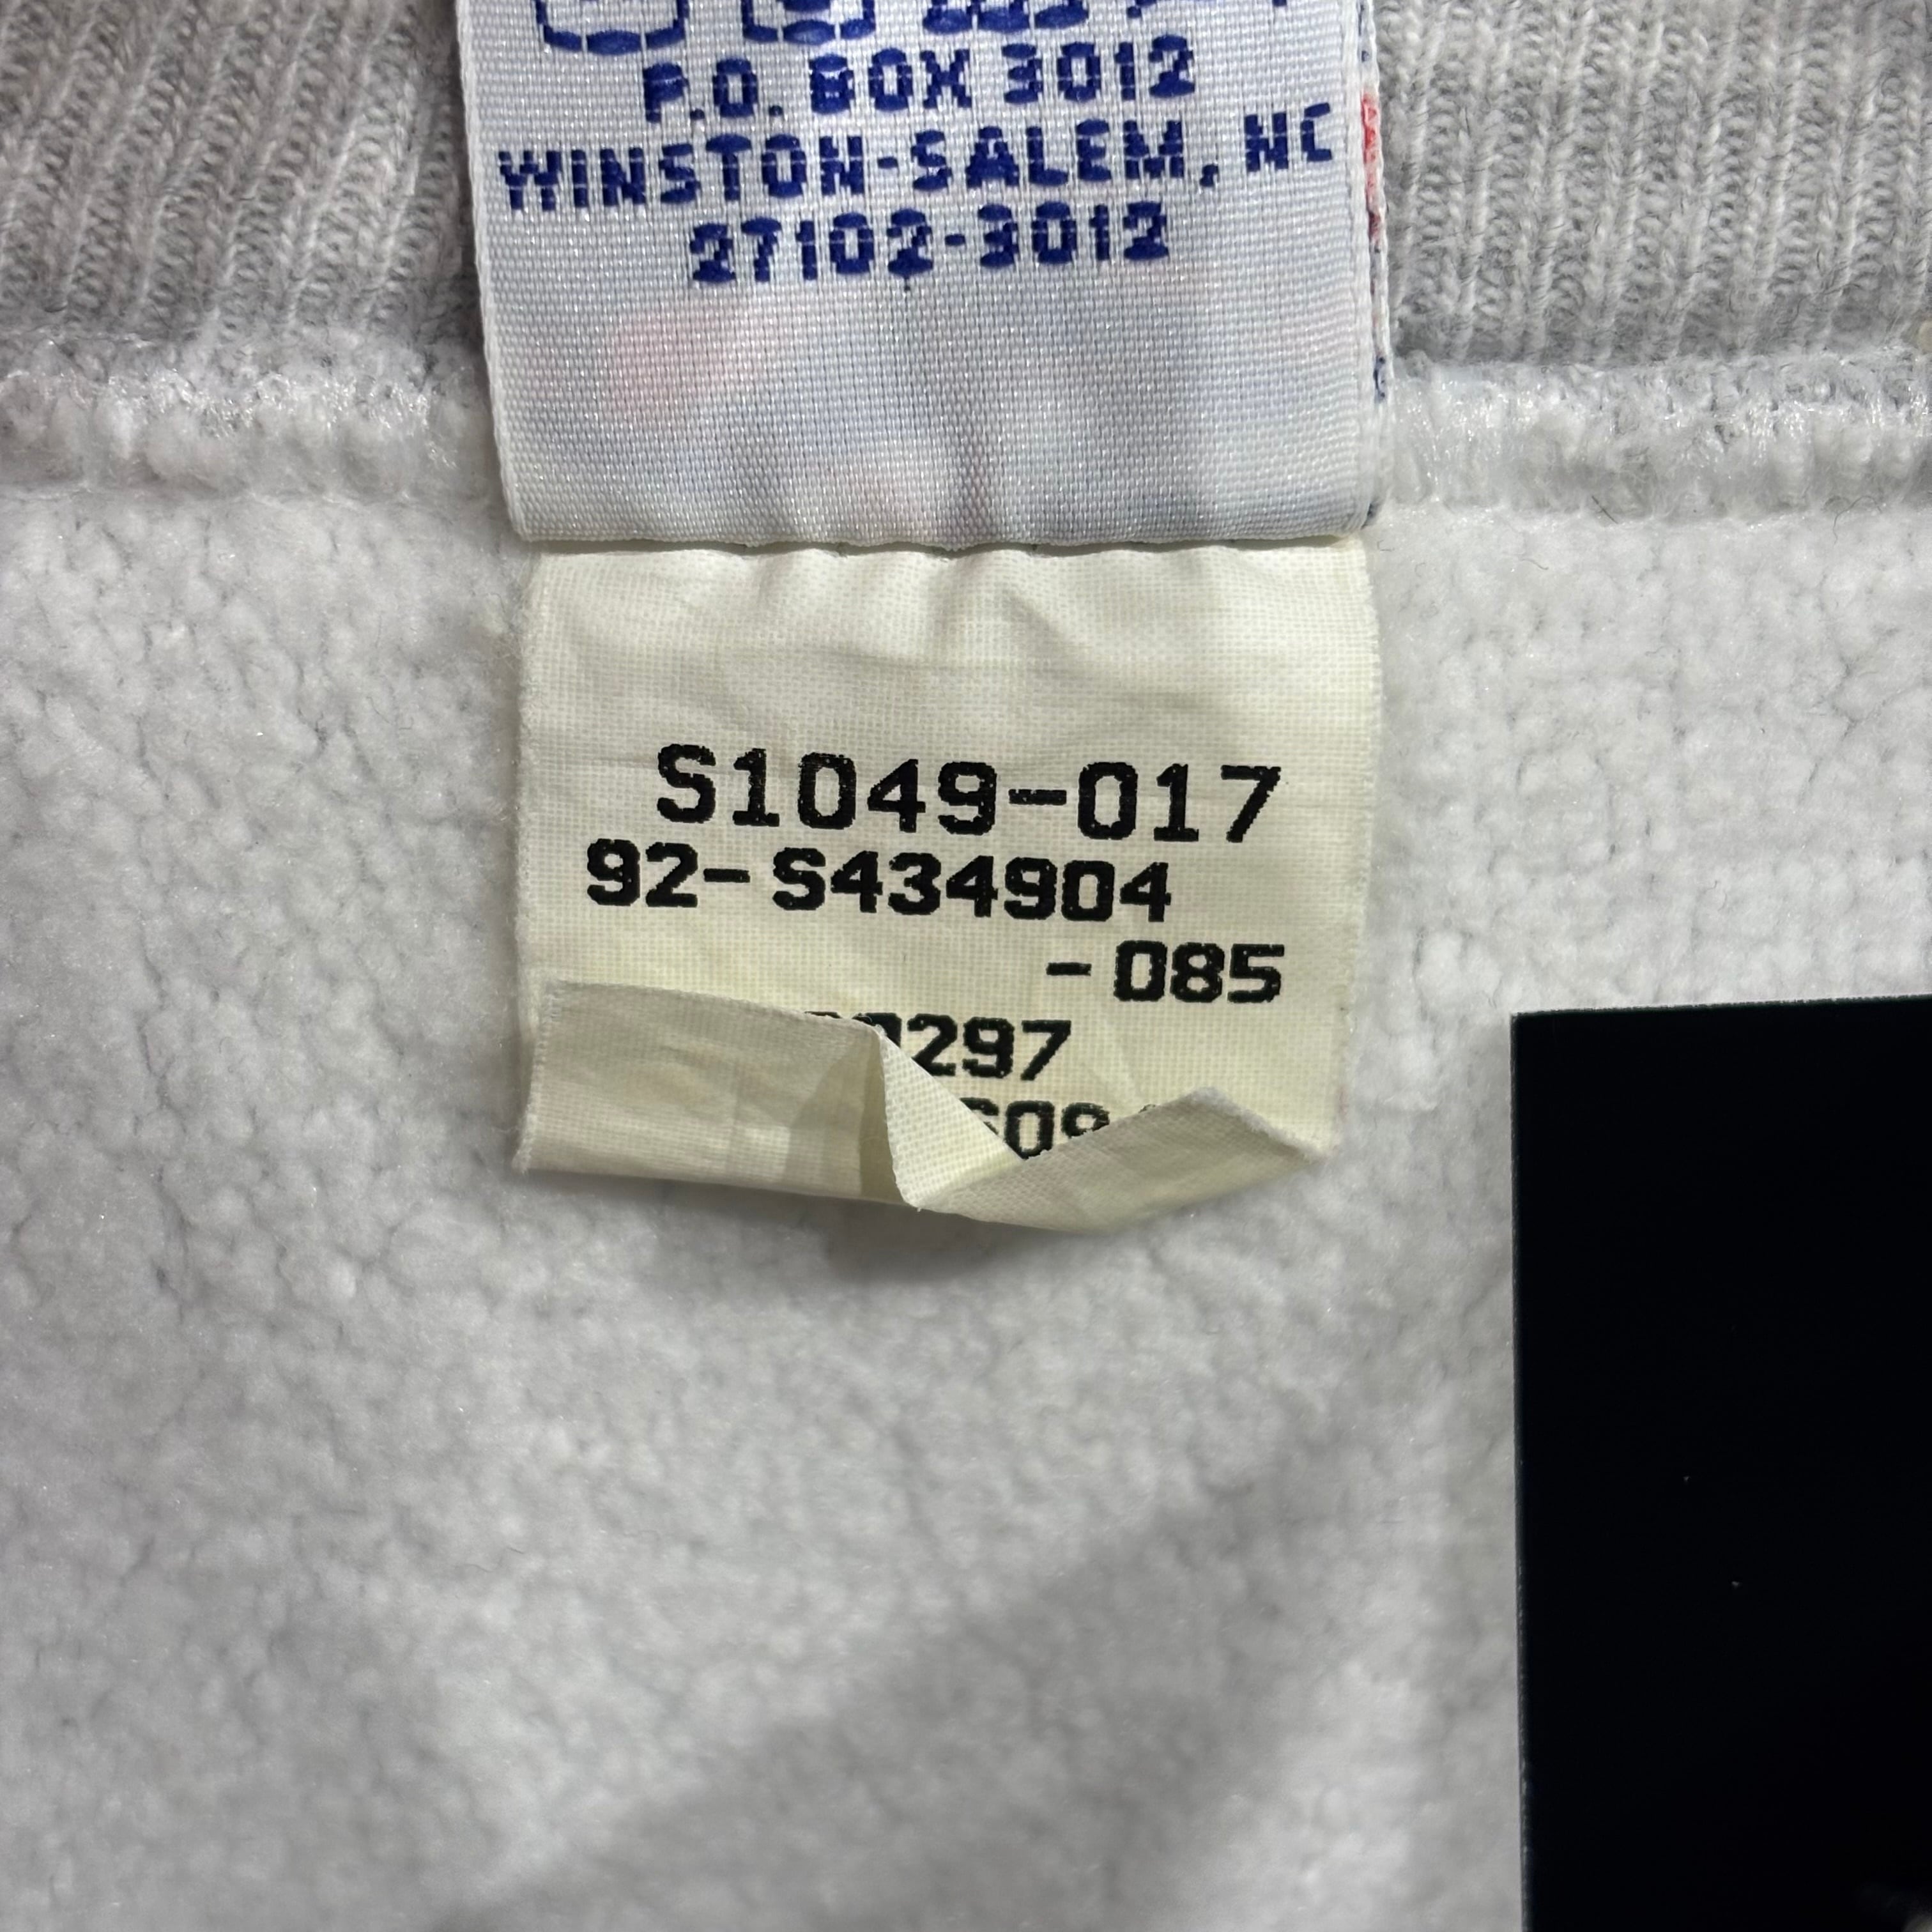 P.O. BOX 3012
WINSTON-SALEM, NC
27102-3012
S1049-017
92-S434904
-085